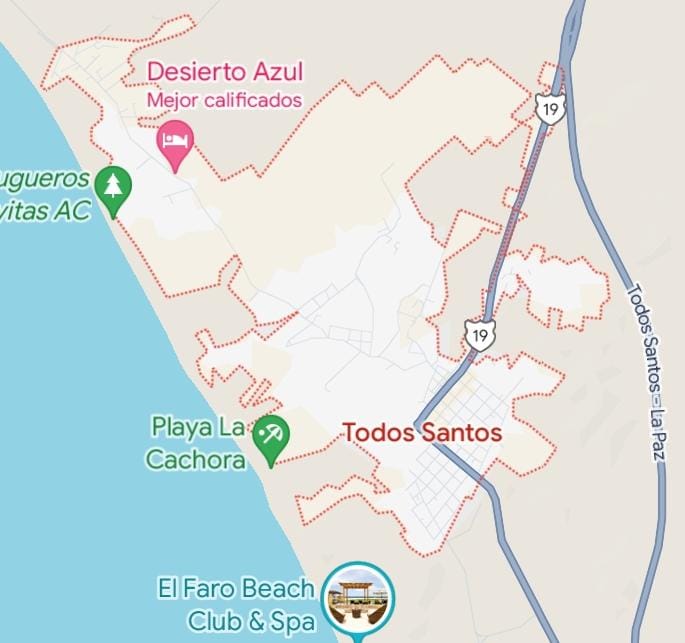 Desierto Azul
Mejor calificados
19
ugueros
vitas AC
19
Todos Santos - La Paz
Playa La
Cachora
Todos Santos
El Faro Beach
Club & Spa